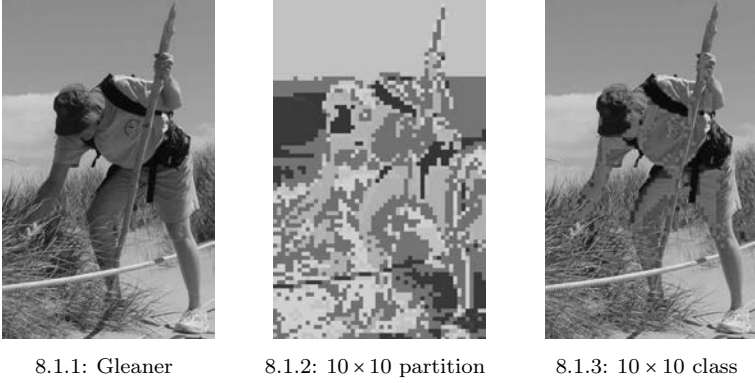 8.1.1: Gleaner
8.1.2: 10 × 10 partition
8.1.3: 10 × 10 class